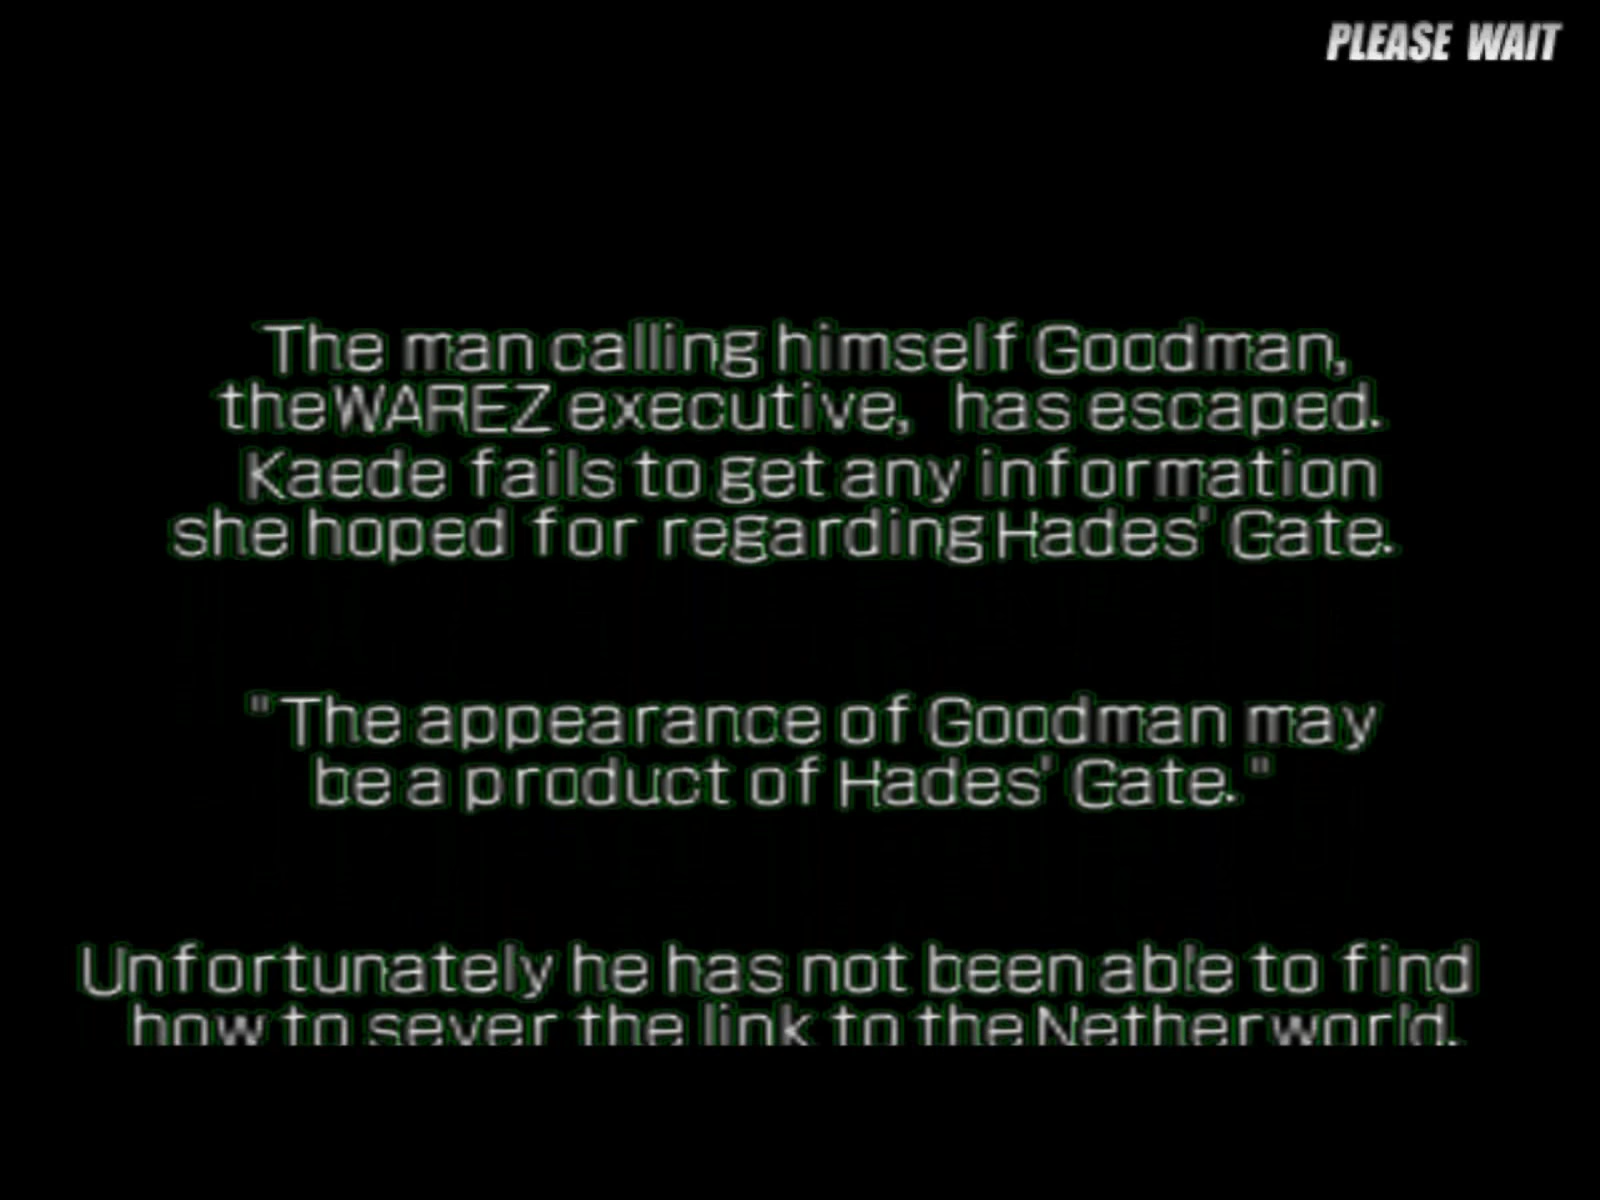 PLEASE WAIT
The man calling himself Goodman,
the WAREZ executive, has escaped.
Kaede fails to get any information
she hoped for regarding Hades' Gate.
"The appearance of Goodman may
be a product of Hades' Gate."
Unfortunately he has not been able to find
how to sever the link to the Netherworld.